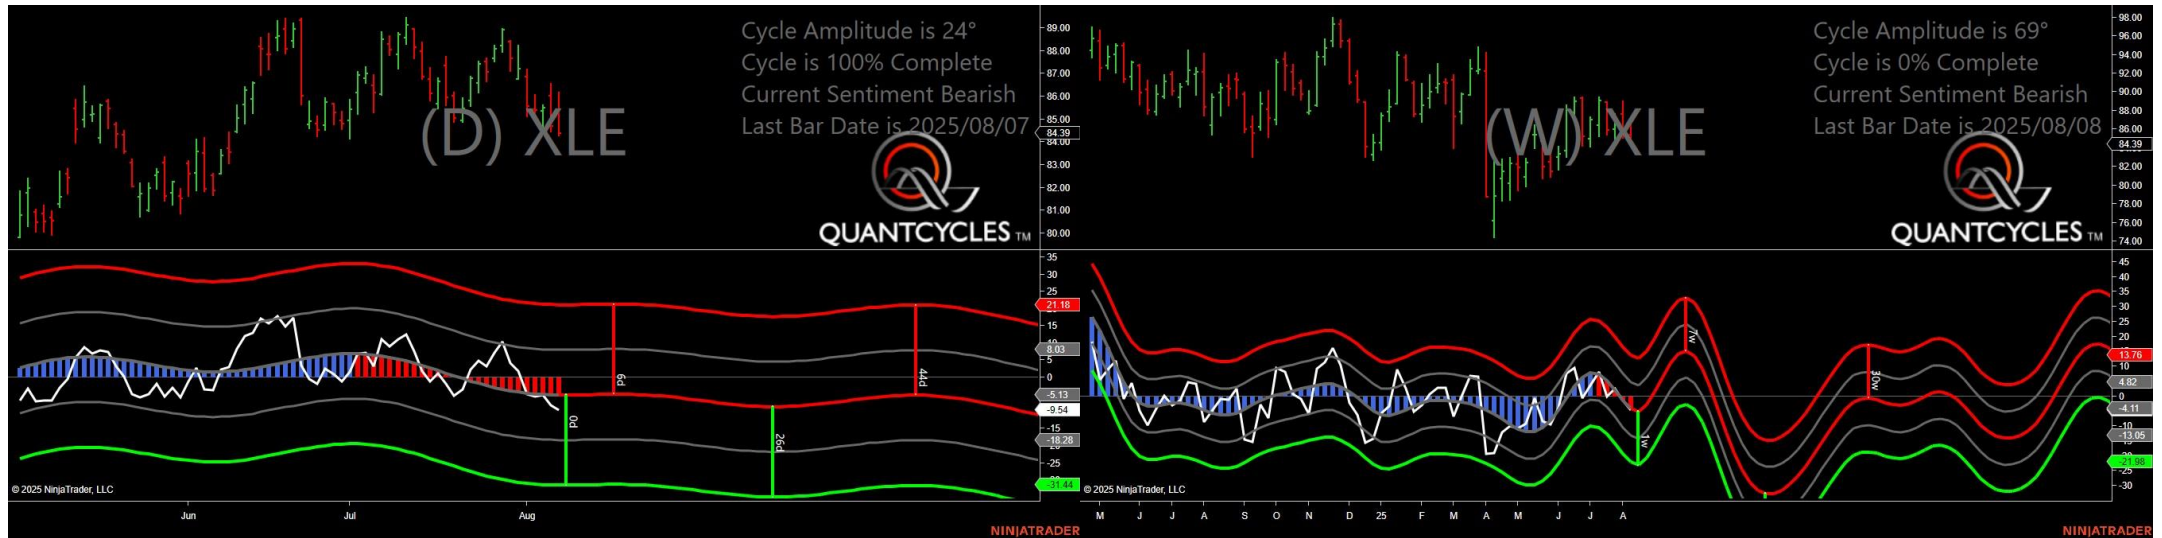 Cycle Amplitude is 24°
Cycle is 100% Complete
Current Sentiment Bearish
Last Bar Date is 2025/08/07
(D) XLE
QUANTCYCLES TM
89.00
88.00
87.00
86.00
85.00
84.39
84.00
83.00
82.00
81.00
80.00
35
30
25
21.18
15
8.03
5
0
-5.13
-9.54
-15
-18.28
-25
-31.44
0d
6d
26d
44d
© 2025 NinjaTrader, LLC
Jun Jul Aug
NINJATRADER
Cycle Amplitude is 69°
Cycle is 0% Complete
Current Sentiment Bearish
Last Bar Date is 2025/08/08
(W) XLE
QUANTCYCLES TM
98.00
96.00
94.00
92.00
90.00
88.00
86.00
84.39
82.00
80.00
78.00
76.00
74.00
45
40
35
30
25
20
13.76
10
4.82
0
-4.11
-10
-13.05
-21.98
-25
-30
1w
7w
30w
© 2025 NinjaTrader, LLC
M J J A S O N D 25 F M A M J J A
NINJATRADER